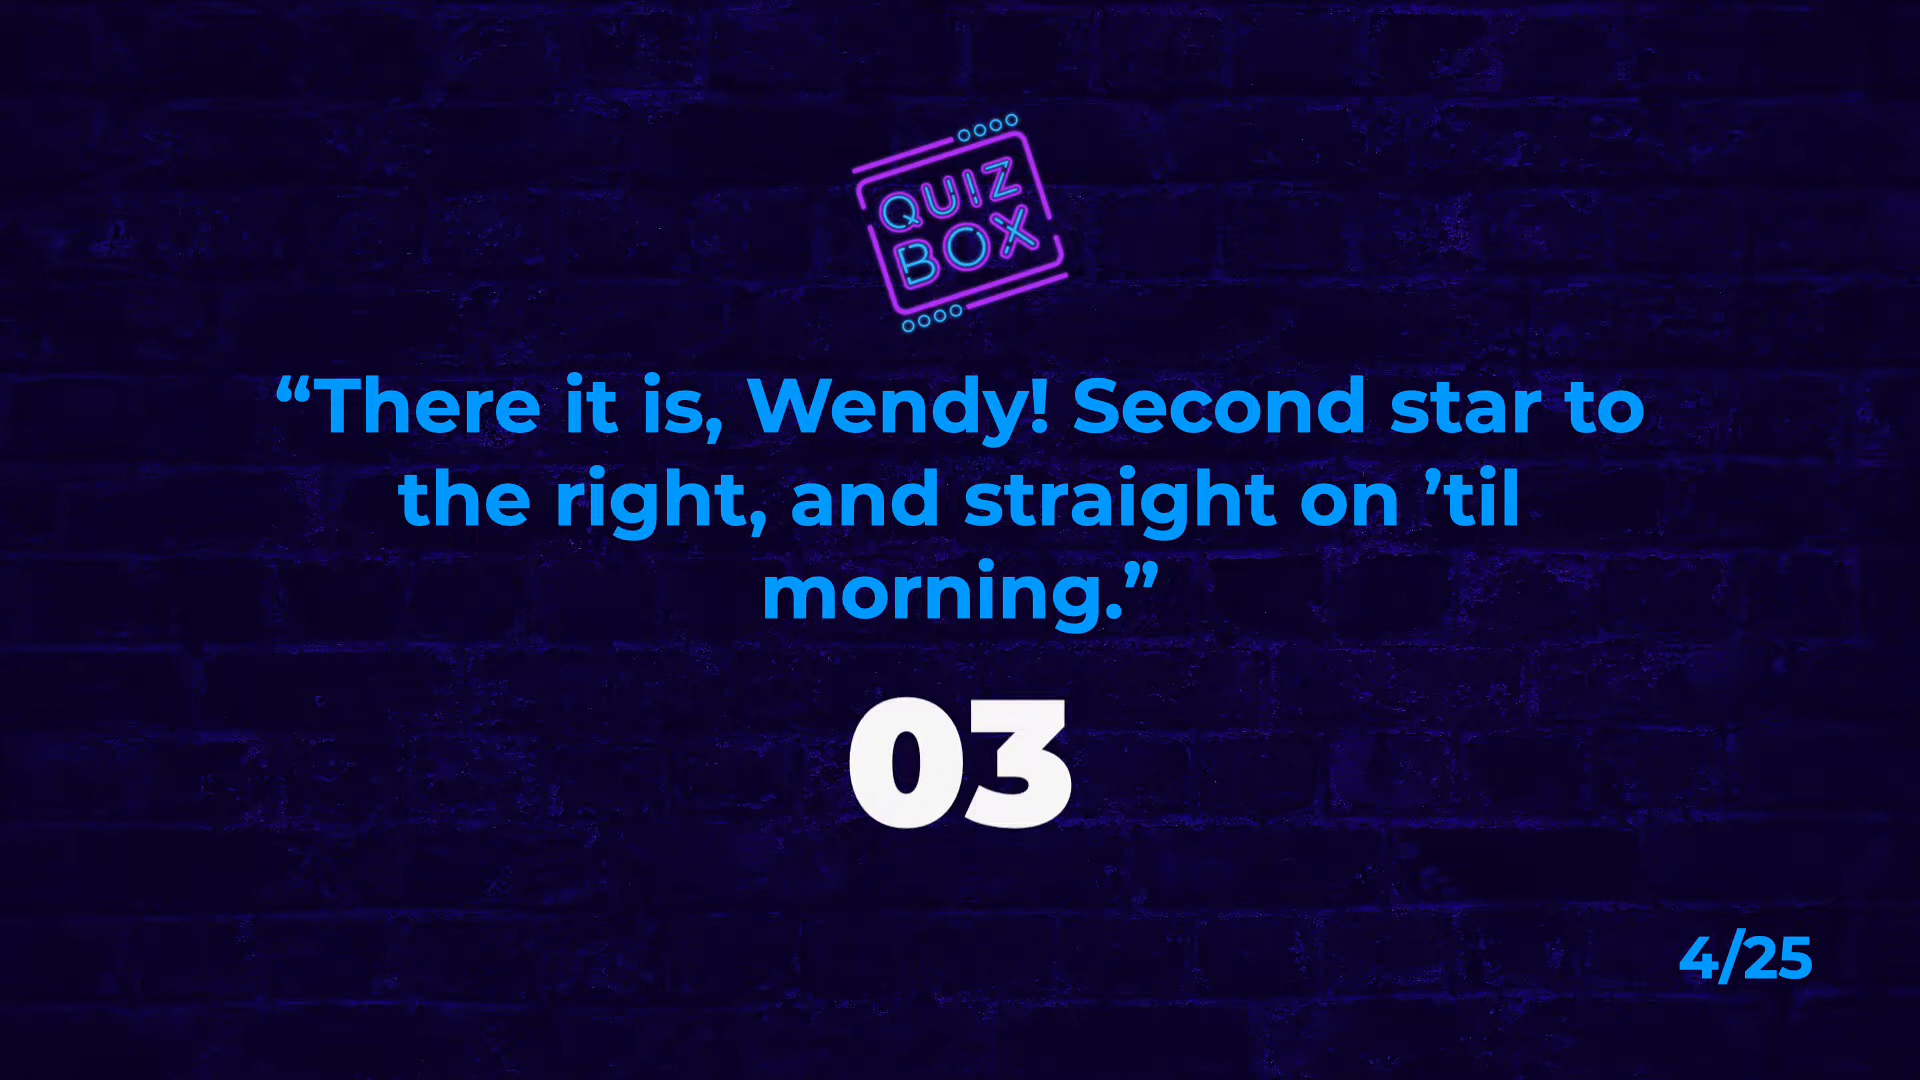 QUIZ
BOX
“There it is, Wendy! Second star to
the right, and straight on ’til
morning.”
03
4/25